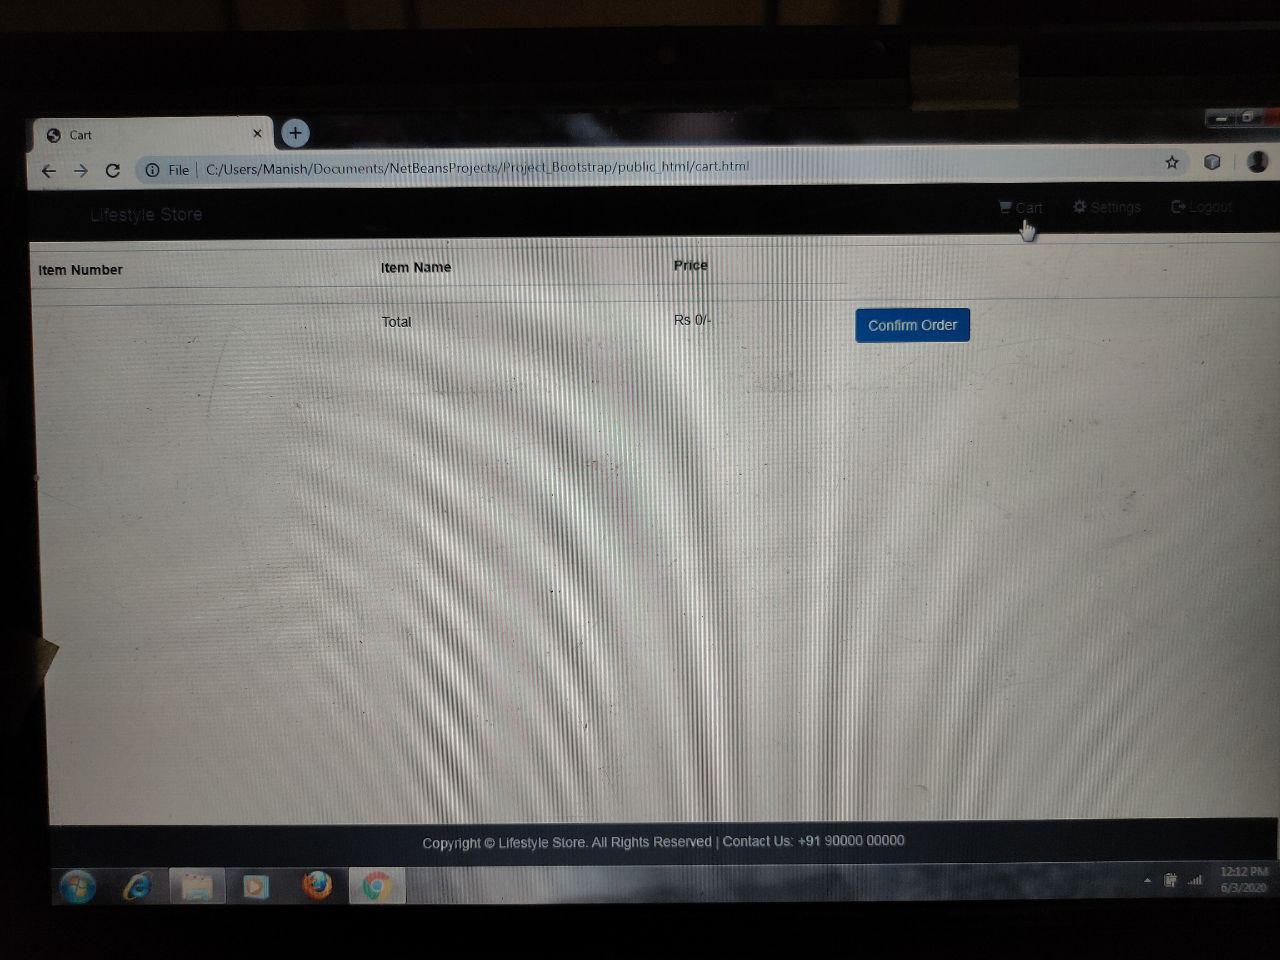 Cart
File C:/Users/Manish/Documents/NetBeansProjects/Project_Bootstrap/public_html/cart.html
Lifestyle Store Cart Settings Logout
Item Number Item Name Price
Total Rs 0/- Confirm Order
Copyright © Lifestyle Store. All Rights Reserved | Contact Us: +91 90000 00000
12:12 PM
6/3/2020